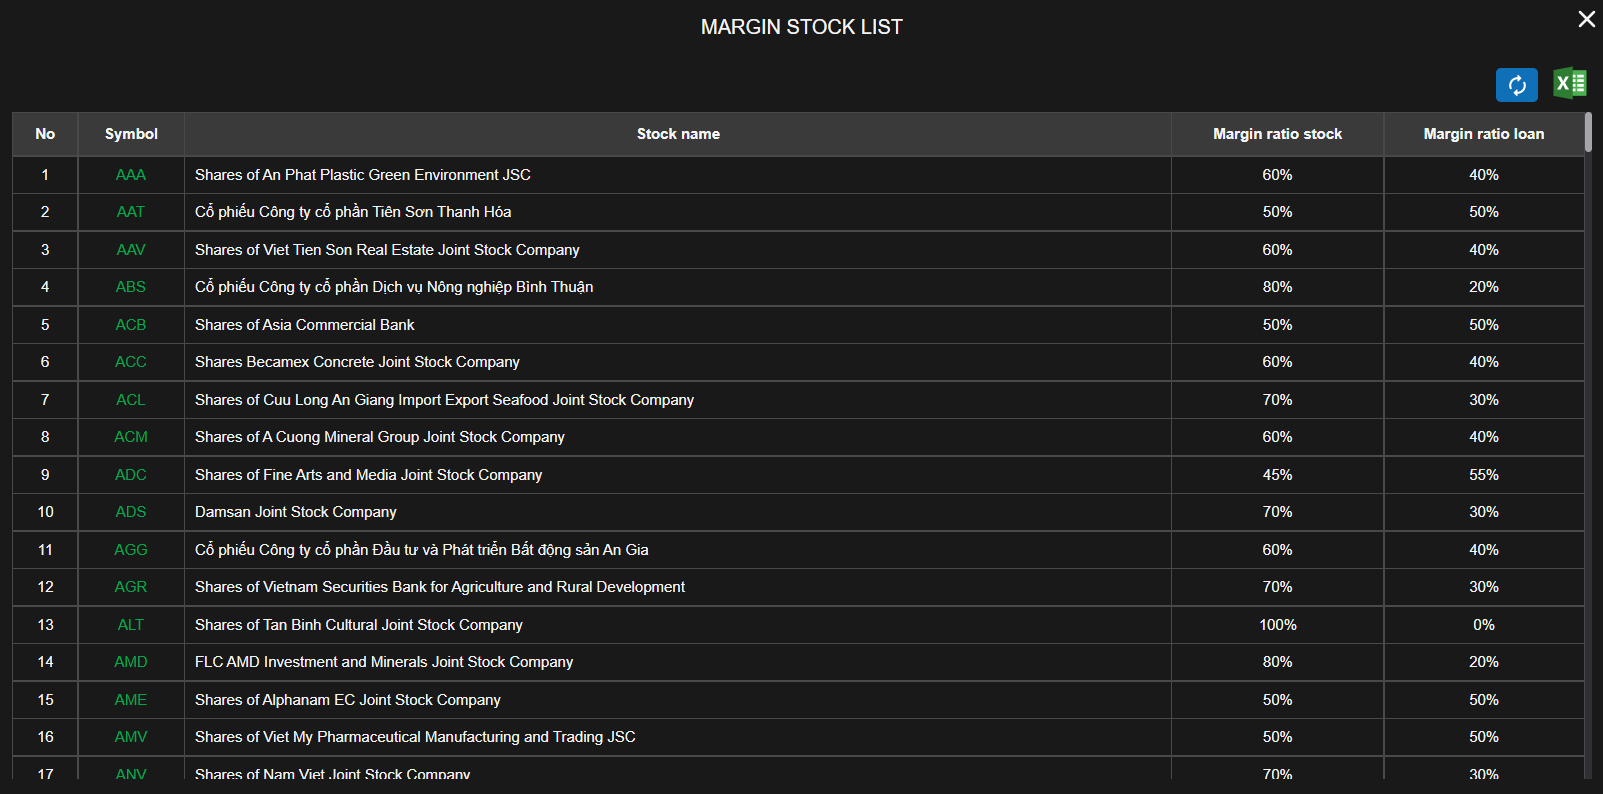 MARGIN STOCK LIST
No Symbol Stock name Margin ratio stock Margin ratio loan
1 AAA Shares of An Phat Plastic Green Environment JSC 60% 40%
2 AAT Cổ phiếu Công ty cổ phần Tiên Sơn Thanh Hóa 50% 50%
3 AAV Shares of Viet Tien Son Real Estate Joint Stock Company 60% 40%
4 ABS Cổ phiếu Công ty cổ phần Dịch vụ Nông nghiệp Bình Thuận 80% 20%
5 ACB Shares of Asia Commercial Bank 50% 50%
6 ACC Shares Becamex Concrete Joint Stock Company 60% 40%
7 ACL Shares of Cuu Long An Giang Import Export Seafood Joint Stock Company 70% 30%
8 ACM Shares of A Cuong Mineral Group Joint Stock Company 60% 40%
9 ADC Shares of Fine Arts and Media Joint Stock Company 45% 55%
10 ADS Damsan Joint Stock Company 70% 30%
11 AGG Cổ phiếu Công ty cổ phần Đầu tư và Phát triển Bất động sản An Gia 60% 40%
12 AGR Shares of Vietnam Securities Bank for Agriculture and Rural Development 70% 30%
13 ALT Shares of Tan Binh Cultural Joint Stock Company 100% 0%
14 AMD FLC AMD Investment and Minerals Joint Stock Company 80% 20%
15 AME Shares of Alphanam EC Joint Stock Company 50% 50%
16 AMV Shares of Viet My Pharmaceutical Manufacturing and Trading JSC 50% 50%
17 ANV Shares of Nam Viet Joint Stock Company 70% 30%